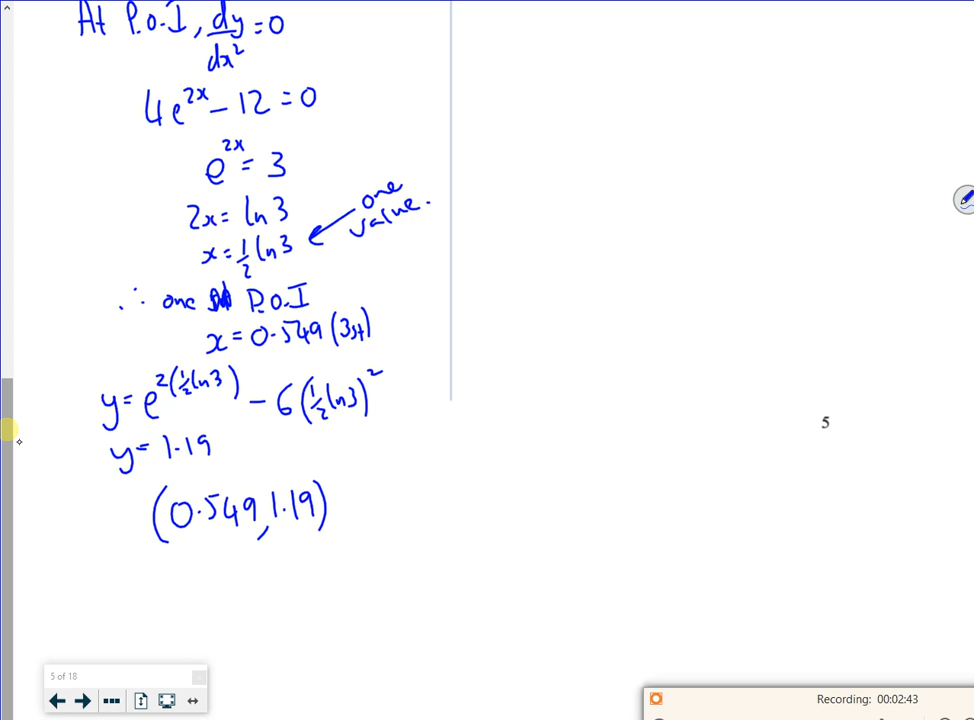 At P.O.I, dy/dx² = 0
4e^{2x} - 12 = 0
e^{2x} = 3
2x = ln 3
one value.
x = 1/2 ln 3
∴ one P.O.I
x = 0.549 (3sf)
y = e^{2(1/2 ln 3)} - 6(1/2 ln 3)²
y = 1.19
(0.549, 1.19)
5
5 of 18
Recording: 00:02:43